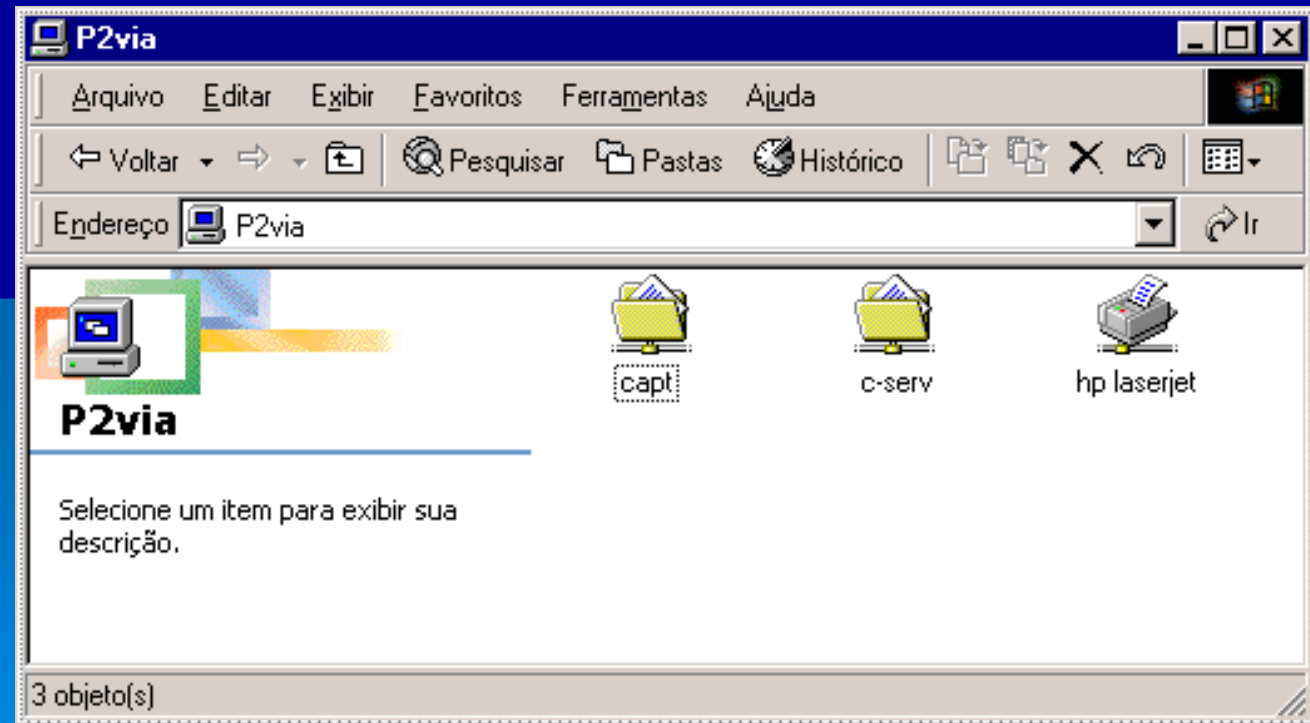 P2via
Arquivo Editar Exibir Favoritos Ferramentas Ajuda
Voltar Pesquisar Pastas Histórico
Endereço P2via Ir
capt c-serv hp laserjet
P2via
Selecione um item para exibir sua
descrição.
3 objeto(s)